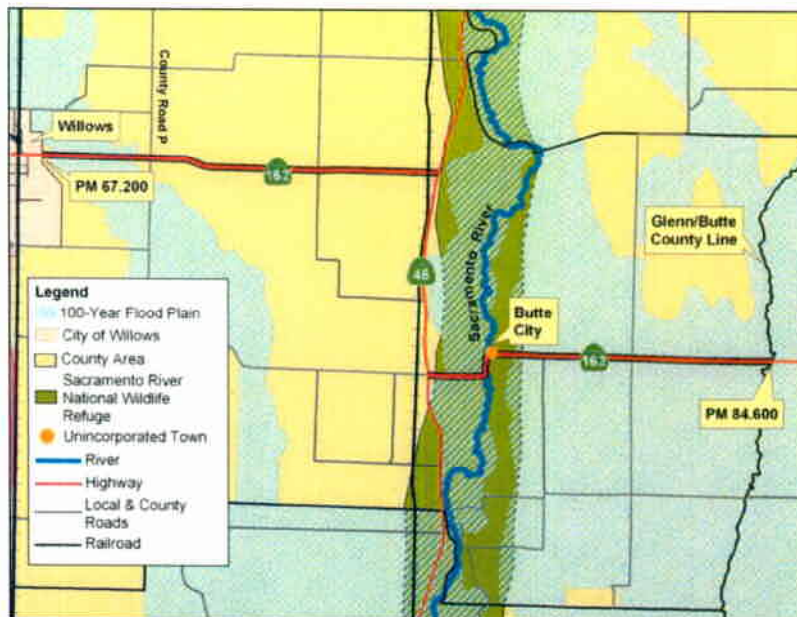 County Road P
Willows
PM 67.200
162
Sacramento River
Glenn/Butte
County Line
45
Butte
City
162
PM 84.600
Legend
100-Year Flood Plain
City of Willows
County Area
Sacramento River
National Wildlife
Refuge
Unincorporated Town
River
Highway
Local & County
Roads
Railroad